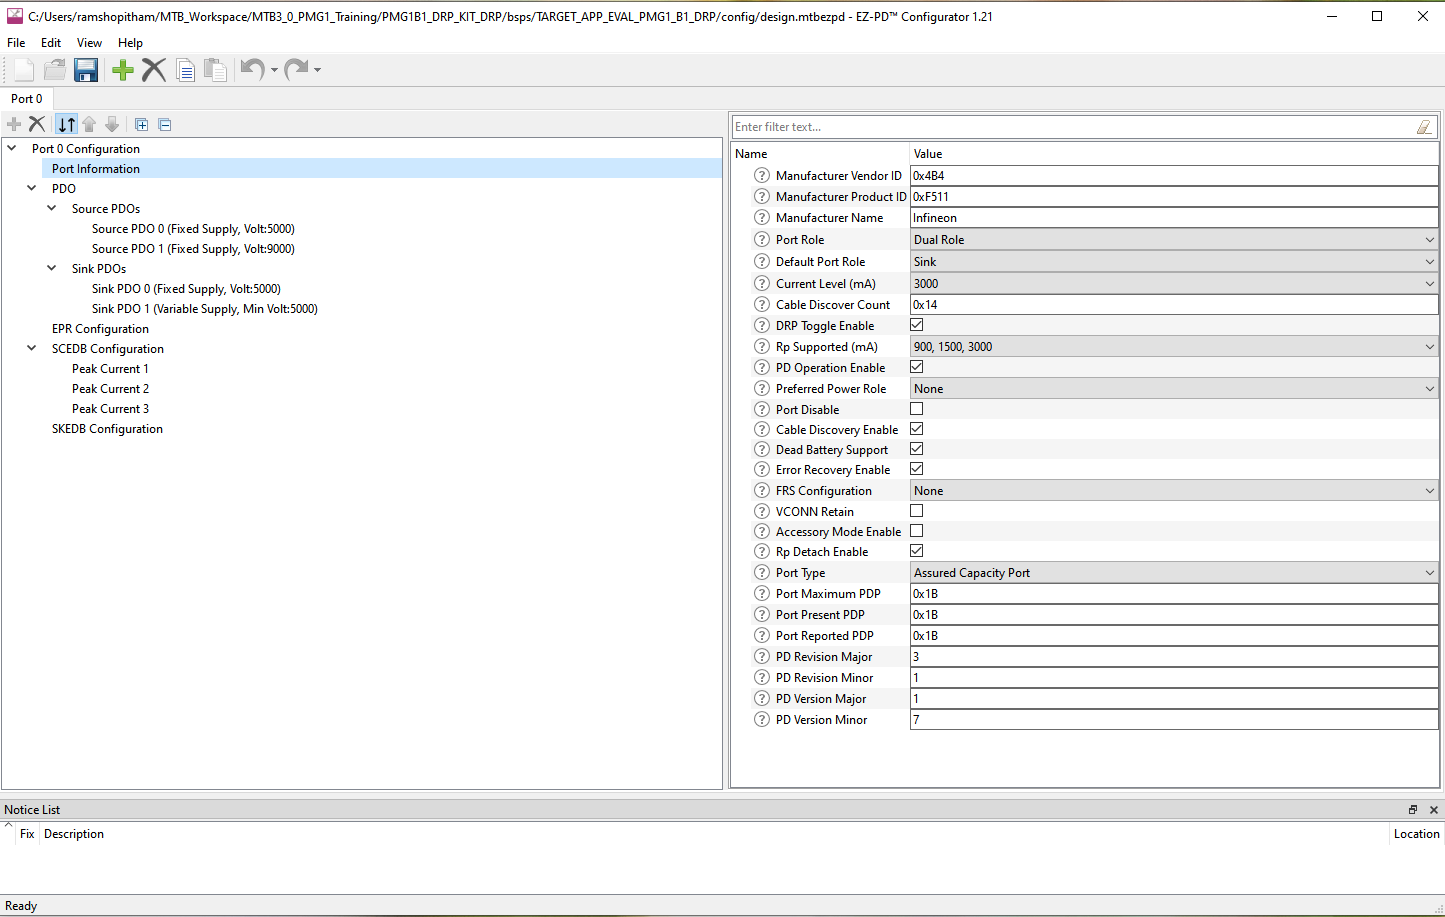 C:/Users/ramshopitham/MTB_Workspace/MTB3_0_PMG1_Training/PMG1B1_DRP_KIT_DRP/bsps/TARGET_APP_EVAL_PMG1_B1_DRP/config/design.mtbezpd - EZ-PD™ Configurator 1.21
File Edit View Help
Port 0
Port 0 Configuration
Port Information
PDO
Source PDOs
Source PDO 0 (Fixed Supply, Volt:5000)
Source PDO 1 (Fixed Supply, Volt:9000)
Sink PDOs
Sink PDO 0 (Fixed Supply, Volt:5000)
Sink PDO 1 (Variable Supply, Min Volt:5000)
EPR Configuration
SCEDB Configuration
Peak Current 1
Peak Current 2
Peak Current 3
SKEDB Configuration
Enter filter text...
Name Value
? Manufacturer Vendor ID 0x4B4
? Manufacturer Product ID 0xF511
? Manufacturer Name Infineon
? Port Role Dual Role
? Default Port Role Sink
? Current Level (mA) 3000
? Cable Discover Count 0x14
? DRP Toggle Enable
? Rp Supported (mA) 900, 1500, 3000
? PD Operation Enable
? Preferred Power Role None
? Port Disable
? Cable Discovery Enable
? Dead Battery Support
? Error Recovery Enable
? FRS Configuration None
? VCONN Retain
? Accessory Mode Enable
? Rp Detach Enable
? Port Type Assured Capacity Port
? Port Maximum PDP 0x1B
? Port Present PDP 0x1B
? Port Reported PDP 0x1B
? PD Revision Major 3
? PD Revision Minor 1
? PD Version Major 1
? PD Version Minor 7
Notice List
Fix Description Location
Ready